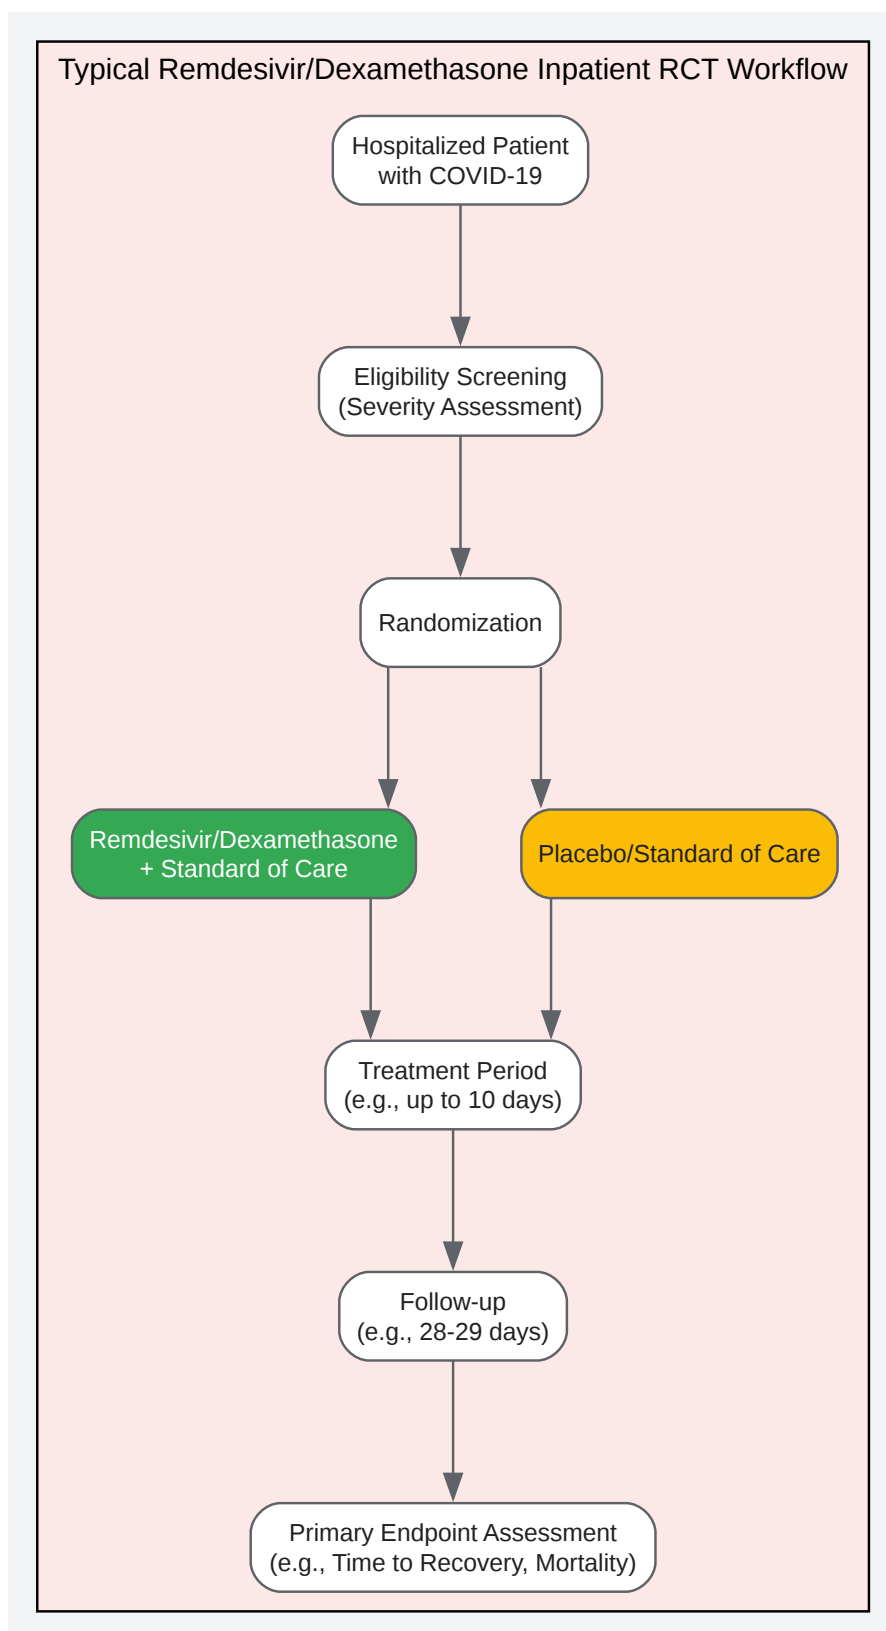 Typical Remdesivir/Dexamethasone Inpatient RCT Workflow
Hospitalized Patient
with COVID-19
Eligibility Screening
(Severity Assessment)
Randomization
Remdesivir/Dexamethasone
+ Standard of Care
Placebo/Standard of Care
Treatment Period
(e.g., up to 10 days)
Follow-up
(e.g., 28-29 days)
Primary Endpoint Assessment
(e.g., Time to Recovery, Mortality)